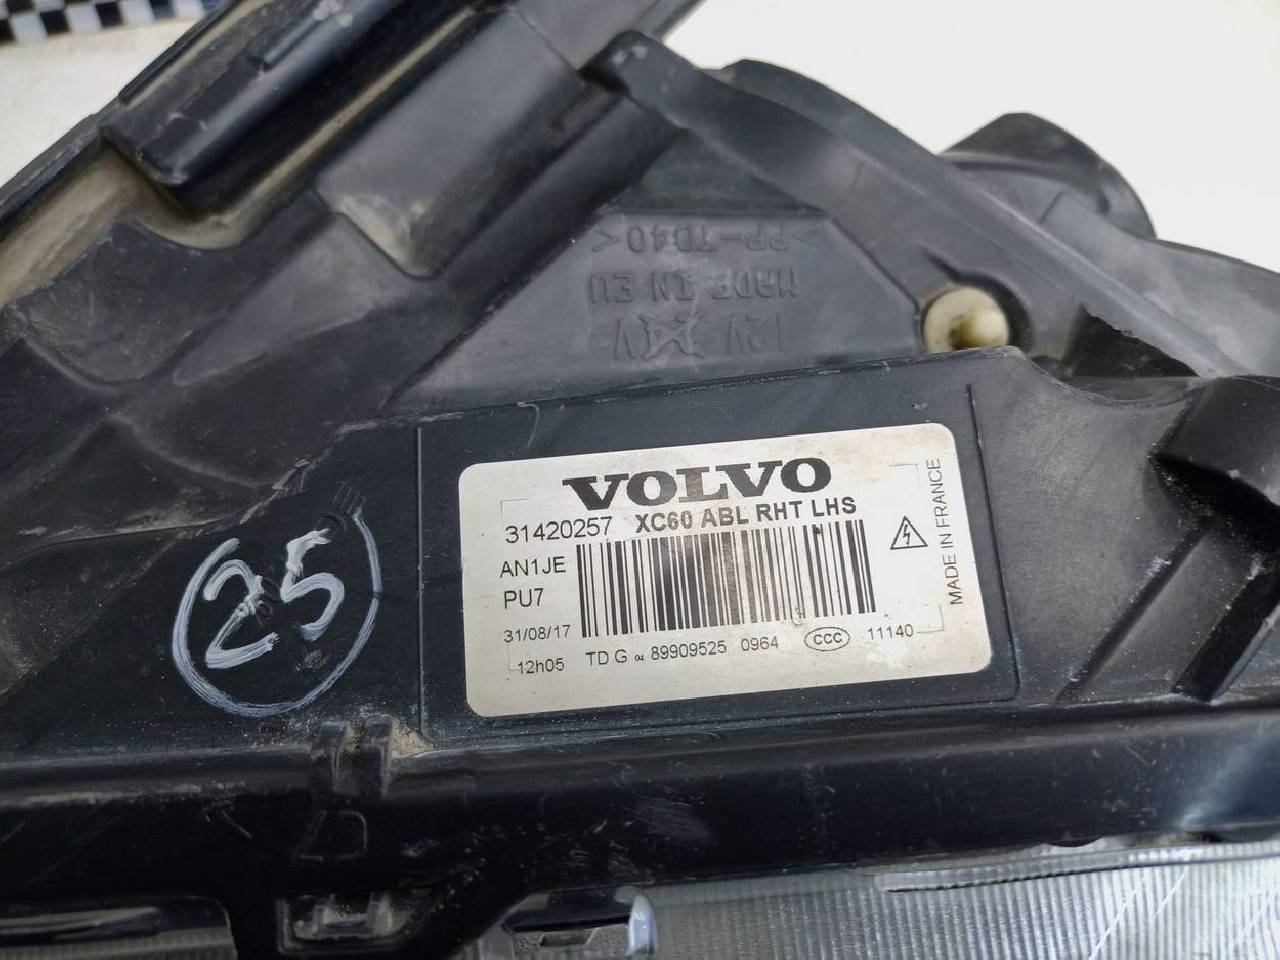 >PP-TD40<
MADE IN EU
12V
VOLVO
31420257 XC60 ABL RHT LHS
AN1JE
PU7
31/08/17
12h05 TD G 04 89909525 0964 CCC 11140
MADE IN FRANCE
25